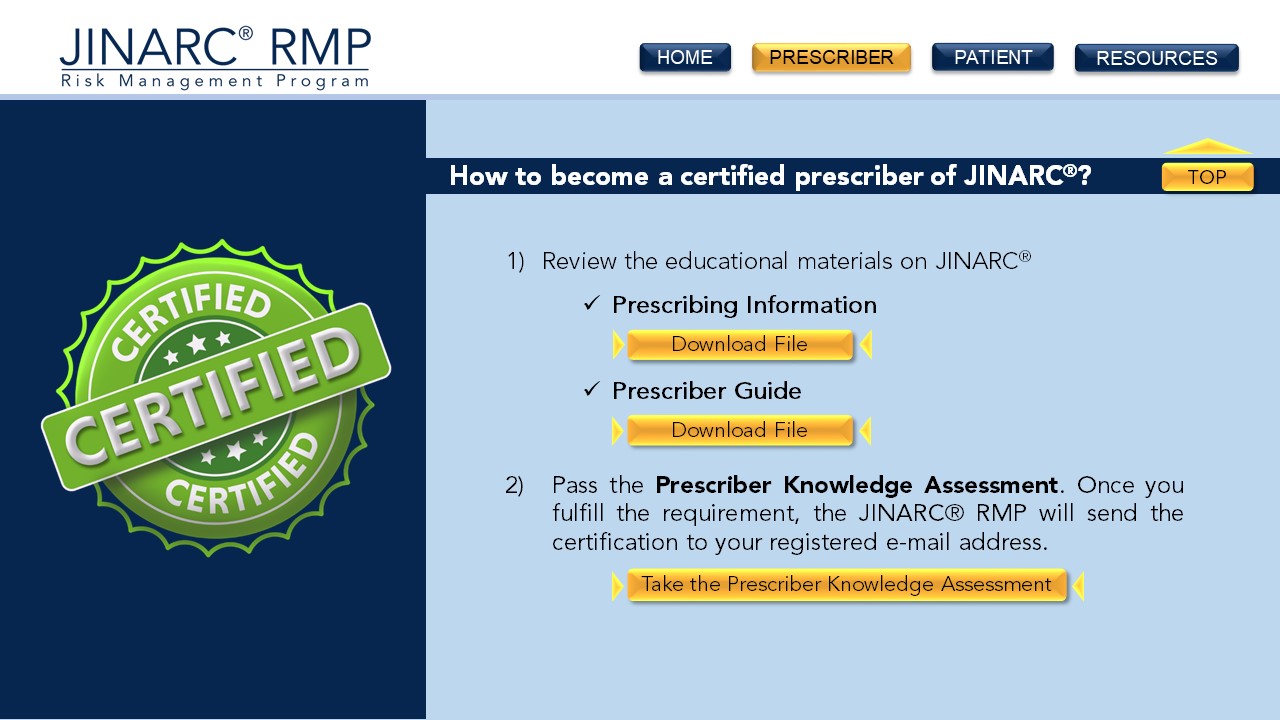 JINARC® RMP
Risk Management Program
HOME
PRESCRIBER
PATIENT
RESOURCES
How to become a certified prescriber of JINARC®?
TOP
CERTIFIED
CERTIFIED
CERTIFIED
1) Review the educational materials on JINARC®
✓ Prescribing Information
Download File
✓ Prescriber Guide
Download File
2) Pass the Prescriber Knowledge Assessment. Once you
fulfill the requirement, the JINARC® RMP will send the
certification to your registered e-mail address.
Take the Prescriber Knowledge Assessment